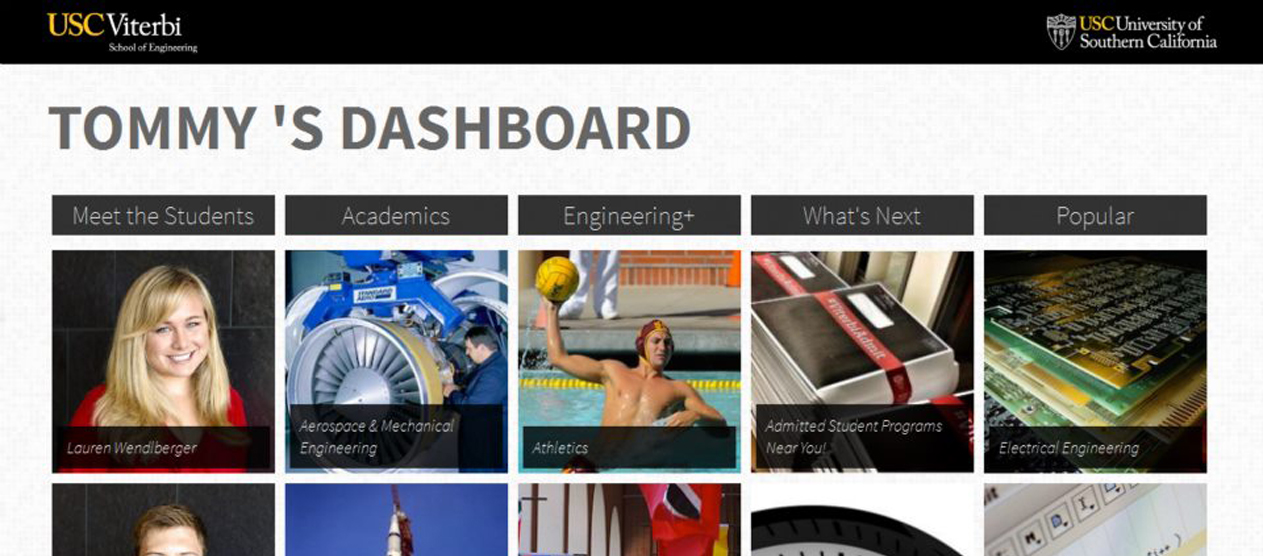 USC Viterbi
School of Engineering
USC University of
Southern California
TOMMY 'S DASHBOARD
Meet the Students
Academics
Engineering+
What's Next
Popular
Lauren Wendlberger
Aerospace & Mechanical
Engineering
Athletics
Admitted Student Programs
Near You!
Electrical Engineering
#ViterbiAdmit